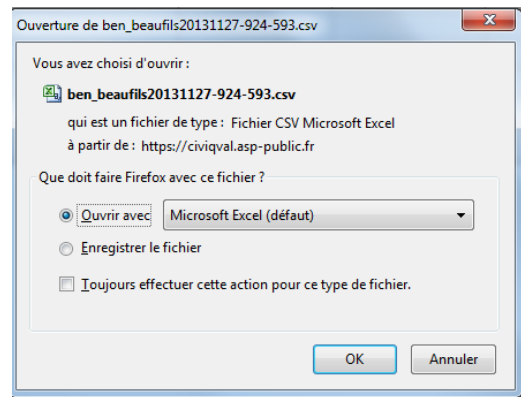 Ouverture de ben_beaufils20131127-924-593.csv
Vous avez choisi d'ouvrir :
ben_beaufils20131127-924-593.csv
qui est un fichier de type : Fichier CSV Microsoft Excel
à partir de : https://civiqval.asp-public.fr
Que doit faire Firefox avec ce fichier ?
Ouvrir avec Microsoft Excel (défaut)
Enregistrer le fichier
Toujours effectuer cette action pour ce type de fichier.
OK Annuler